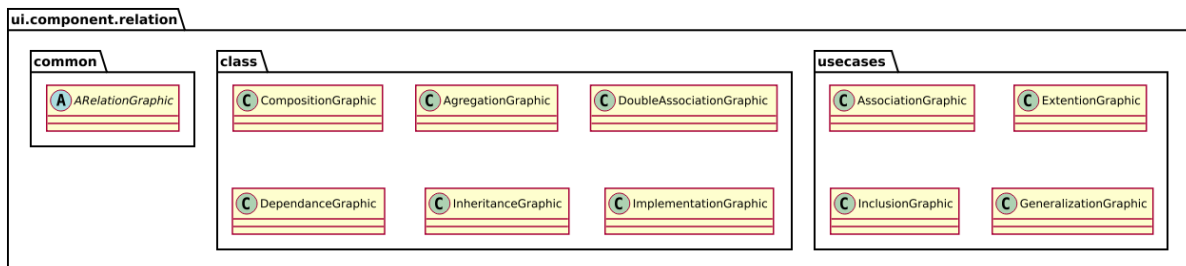 ui.component.relation
common
A ARelationGraphic
class
C CompositionGraphic
C AgregationGraphic
C DoubleAssociationGraphic
C DependanceGraphic
C InheritanceGraphic
C ImplementationGraphic
usecases
C AssociationGraphic
C ExtentionGraphic
C InclusionGraphic
C GeneralizationGraphic